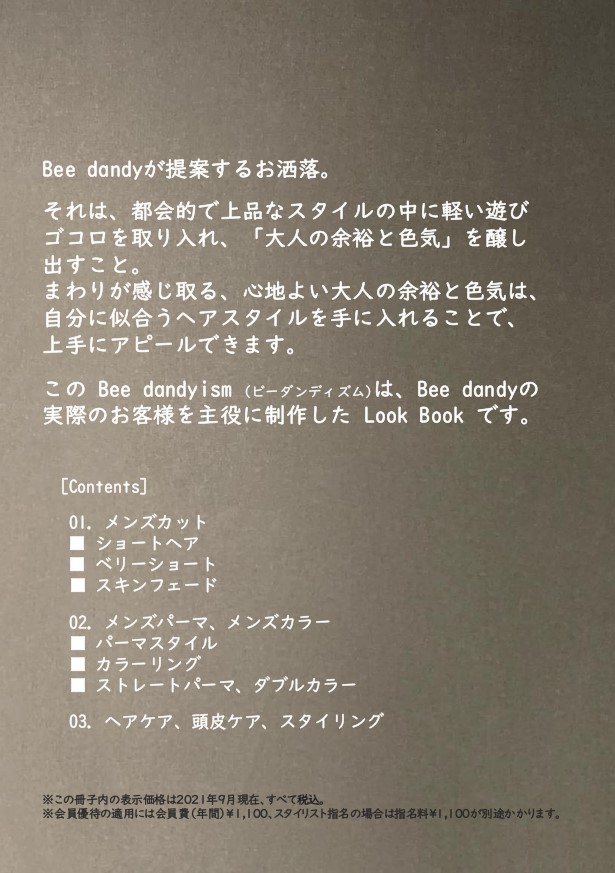 Bee dandyが提案するお洒落。
それは、都会的で上品なスタイルの中に軽い遊び
ゴコロを取り入れ、「大人の余裕と色気」を醸し
出すこと。
まわりが感じ取る、心地よい大人の余裕と色気は、
自分に似合うヘアスタイルを手に入れることで、
上手にアピールできます。
この Bee dandyism (ビーダンディズム)は、Bee dandyの
実際のお客様を主役に制作した Look Book です。
[Contents]
01. メンズカット
■ ショートヘア
■ ベリーショート
■ スキンフェード
02. メンズパーマ、メンズカラー
■ パーマスタイル
■ カラーリング
■ ストレートパーマ、ダブルカラー
03. ヘアケア、頭皮ケア、スタイリング
※この冊子内の表示価格は2021年9月現在、すべて税込。
※会員優待の適用には会員費(年間)¥1,100、スタイリスト指名の場合は指名料¥1,100が別途かかります。